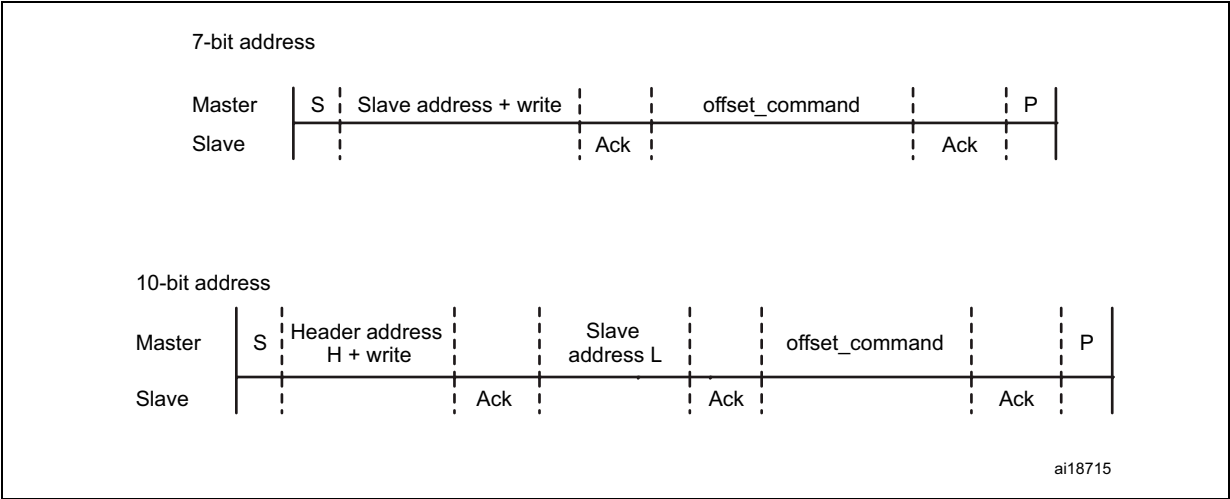 7-bit address
Master S Slave address + write offset_command P
Slave Ack Ack
10-bit address
Master S Header address H + write Slave address L offset_command P
Slave Ack Ack Ack
ai18715